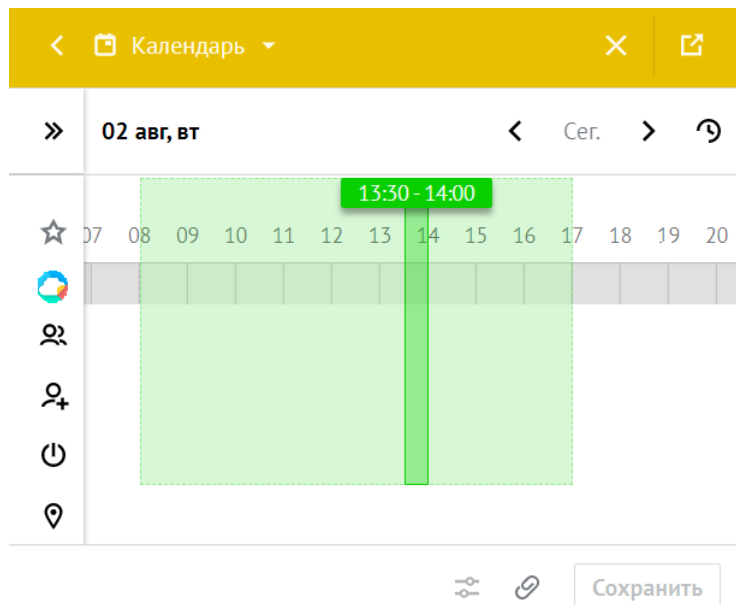 Календарь
02 авг, вт
Сег.
13:30 - 14:00
07 08 09 10 11 12 13 14 15 16 17 18 19 20
Сохранить